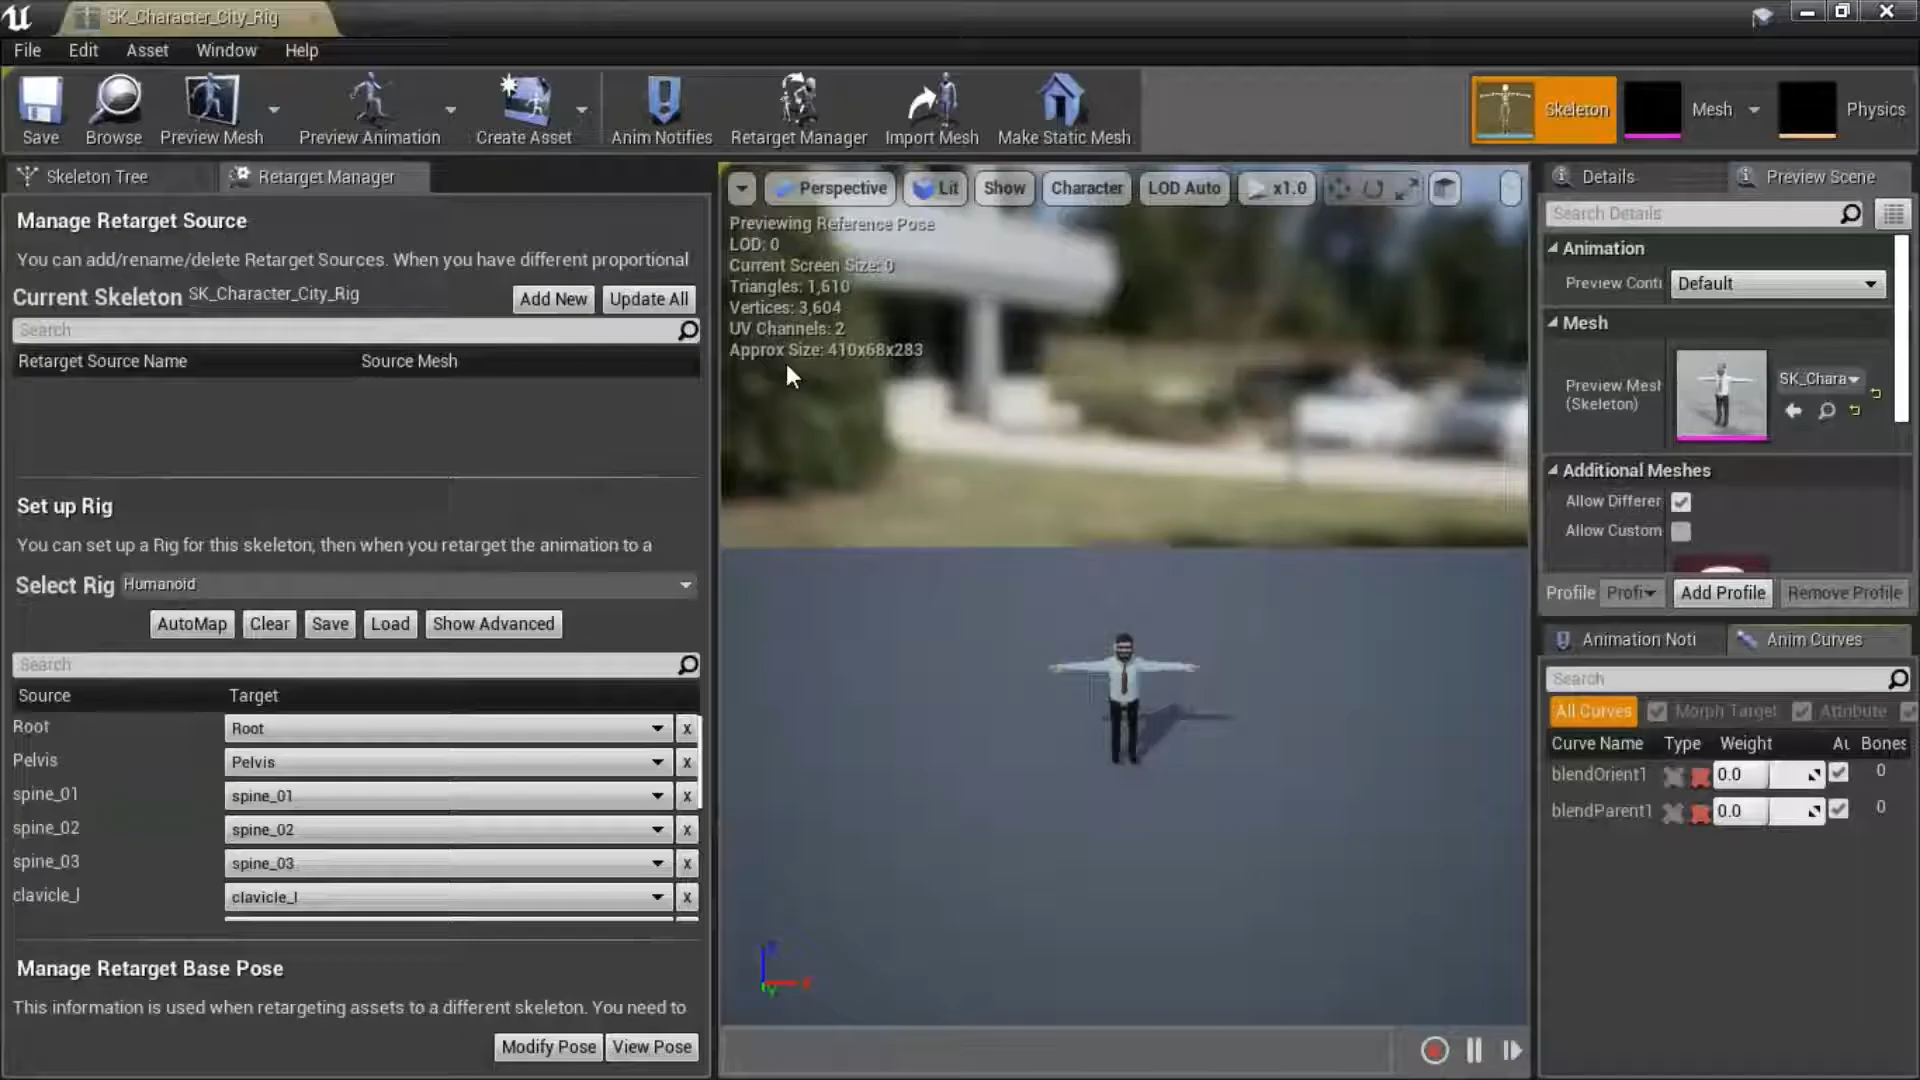 SK_Character_City_Rig
File Edit Asset Window Help
Save Browse Preview Mesh Preview Animation Create Asset Anim Notifies Retarget Manager Import Mesh Make Static Mesh Skeleton Mesh Physics
Skeleton Tree Retarget Manager
Manage Retarget Source
You can add/rename/delete Retarget Sources. When you have different proportional
Current Skeleton SK_Character_City_Rig Add New Update All
Search
Retarget Source Name Source Mesh
Set up Rig
You can set up a Rig for this skeleton, then when you retarget the animation to a
Select Rig Humanoid
AutoMap Clear Save Load Show Advanced
Search
Source Target
Root Root x
Pelvis Pelvis x
spine_01 spine_01 x
spine_02 spine_02 x
spine_03 spine_03 x
clavicle_l clavicle_l x
Manage Retarget Base Pose
This information is used when retargeting assets to a different skeleton. You need to
Modify Pose View Pose
Perspective Lit Show Character LOD Auto x1.0
Previewing Reference Pose
LOD: 0
Current Screen Size: 0
Triangles: 1,610
Vertices: 3,604
UV Channels: 2
Approx Size: 410x68x283
Details Preview Scene
Search Details
Animation
Preview Conti Default
Mesh
Preview Mesl
(Skeleton)
SK_Chara
Additional Meshes
Allow Differer
Allow Custom
Profile Profi Add Profile Remove Profile
Animation Noti Anim Curves
Search
All Curves Morph Target Attribute
Curve Name Type Weight Au Bones
blendOrient1 0.0 0
blendParent1 0.0 0